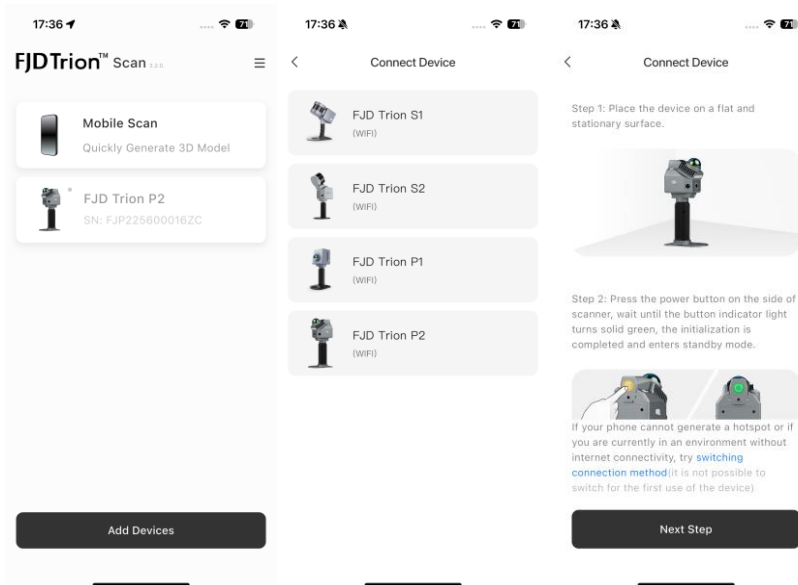 17:36
71
FJDTrion™ Scan
Mobile Scan
Quickly Generate 3D Model
FJD Trion P2
SN: FJP225600016ZC
Add Devices
17:36
71
Connect Device
FJD Trion S1
(WIFI)
FJD Trion S2
(WIFI)
FJD Trion P1
(WIFI)
FJD Trion P2
(WIFI)
17:36
71
Connect Device
Step 1: Place the device on a flat and
stationary surface.
Step 2: Press the power button on the side of
scanner, wait until the button indicator light
turns solid green, the initialization is
completed and enters standby mode.
If your phone cannot generate a hotspot or if
you are currently in an environment without
internet connectivity, try switching
connection method(it is not possible to
switch for the first use of the device)
Next Step